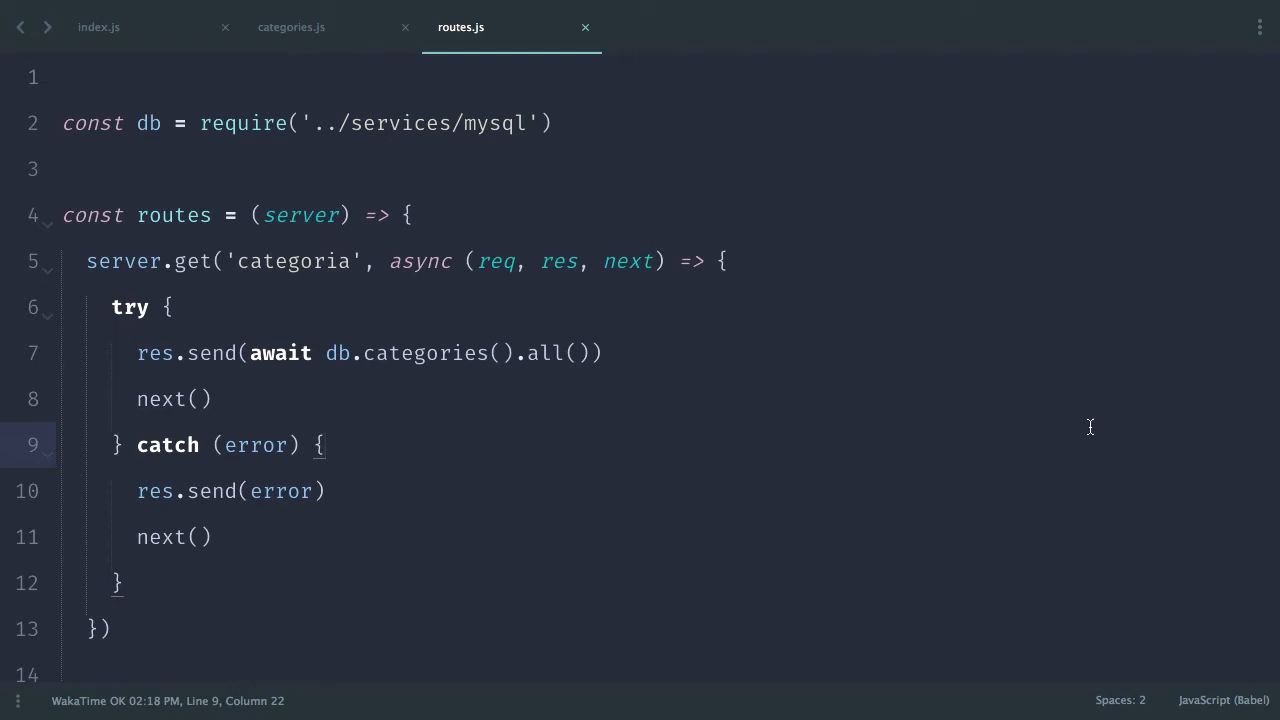 index.js × categories.js × routes.js ×
1
2 const db = require('../services/mysql')
3
4 const routes = (server) => {
5 server.get('categoria', async (req, res, next) => {
6 try {
7 res.send(await db.categories().all())
8 next()
9 } catch (error) {
10 res.send(error)
11 next()
12 }
13 })
14
WakaTime OK 02:18 PM, Line 9, Column 22 Spaces: 2 JavaScript (Babel)